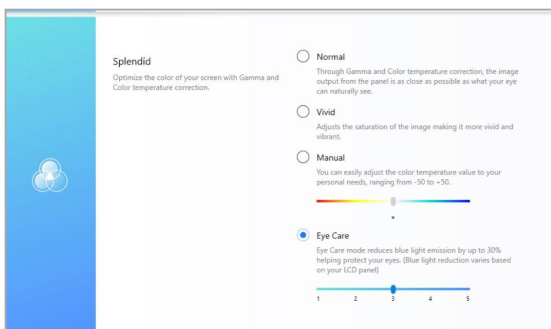 Splendid
Optimize the color of your screen with Gamma and
Color temperature correction.
Normal
Through Gamma and Color temperature correction, the image
output from the panel is as close as possible as what your eye
can naturally see.
Vivid
Adjusts the saturation of the image making it more vivid and
vibrant.
Manual
You can easily adjust the color temperature value to your
personal needs, ranging from -50 to +50.
Eye Care
Eye Care mode reduces blue light emission by up to 30%
helping protect your eyes. (Blue light reduction varies based
on your LCD panel)
1 2 3 4 5